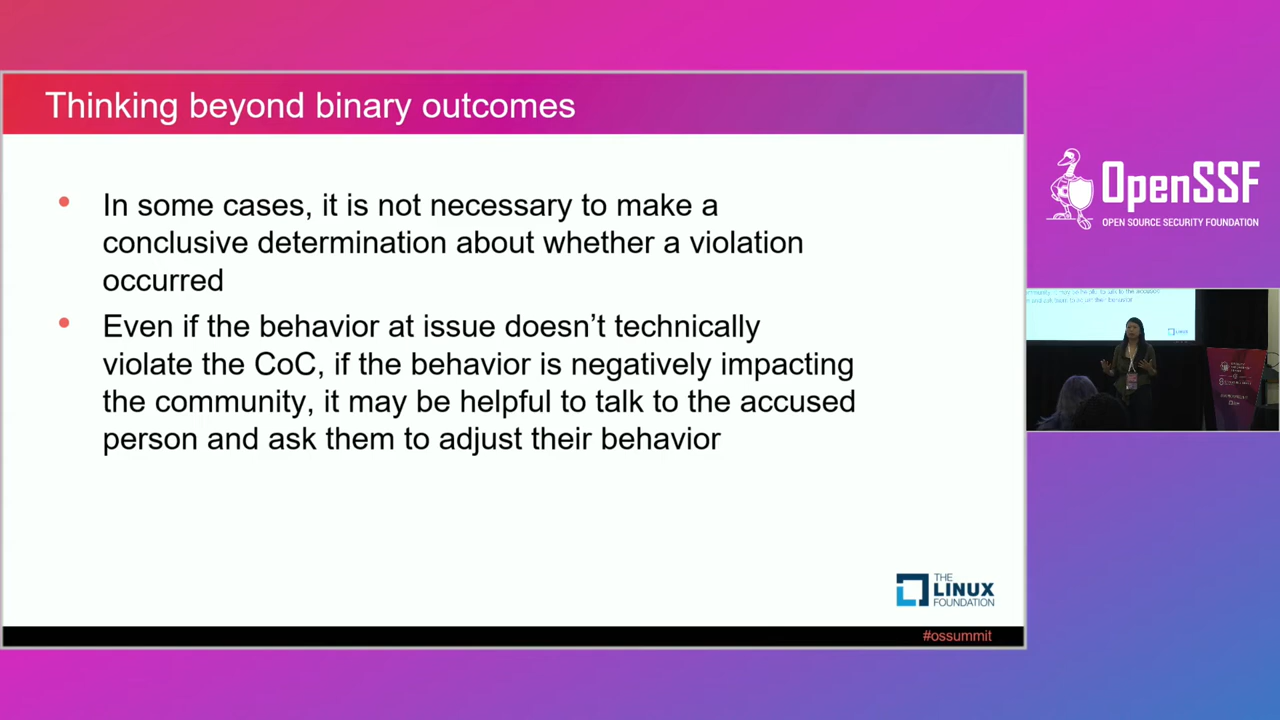 Thinking beyond binary outcomes
In some cases, it is not necessary to make a
conclusive determination about whether a violation
occurred
Even if the behavior at issue doesn’t technically
violate the CoC, if the behavior is negatively impacting
the community, it may be helpful to talk to the accused
person and ask them to adjust their behavior
THE
LINUX
FOUNDATION
#ossummit
OpenSSF
OPEN SOURCE SECURITY FOUNDATION
LINUX